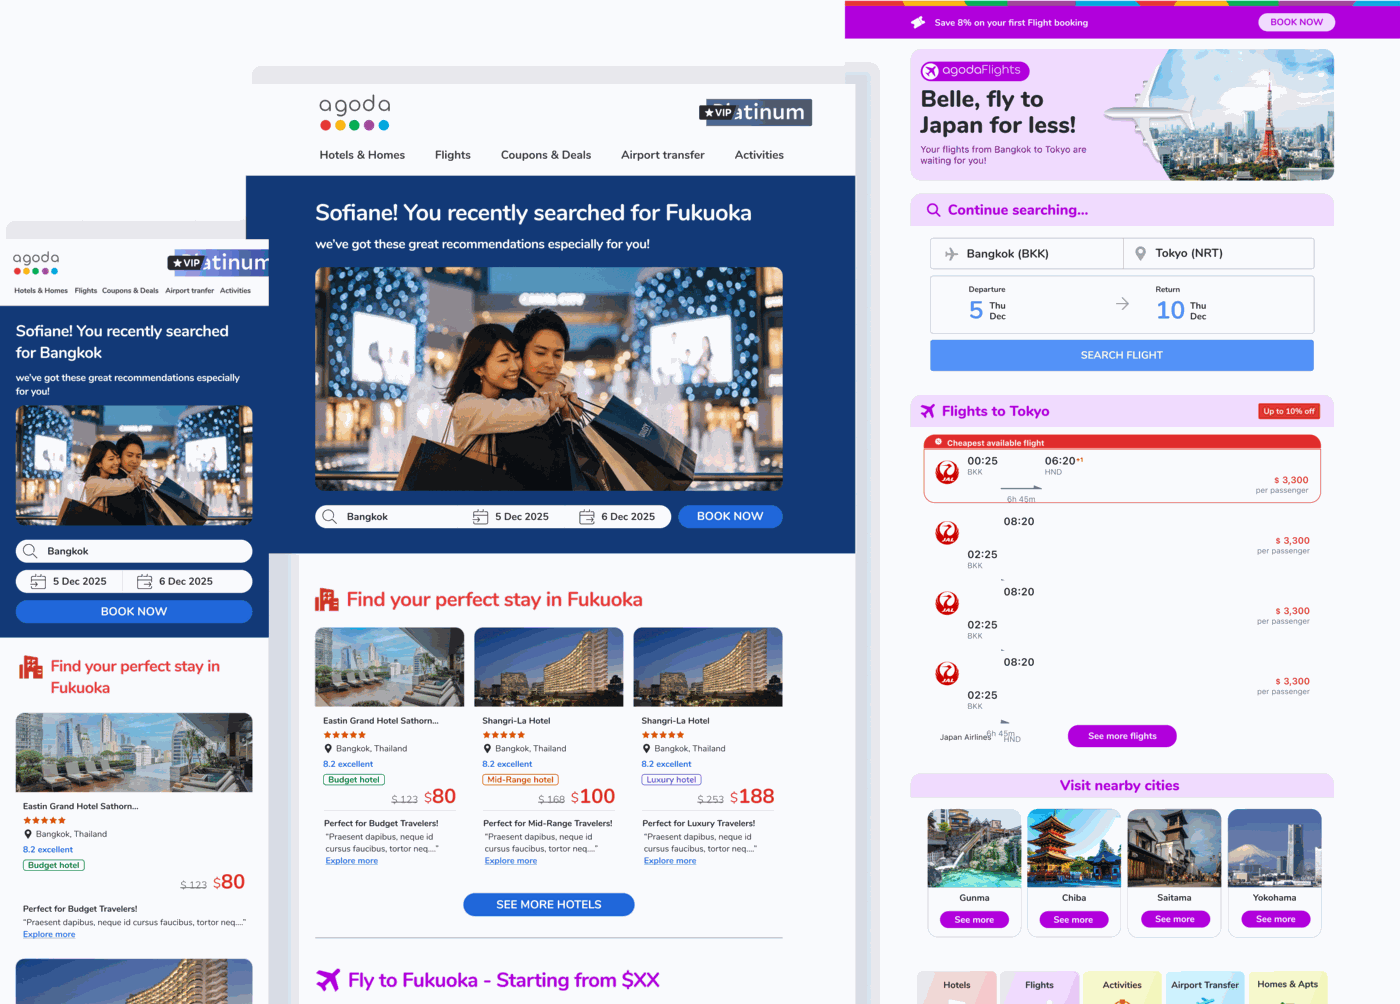 agoda
VIP
Platinum
Hotels & Homes
Flights
Coupons & Deals
Airport tranfer
Activities
Sofiane! You recently searched
for Bangkok
we've got these great recommendations especially
for you!
Bangkok
5 Dec 2025
6 Dec 2025
BOOK NOW
Find your perfect stay in
Fukuoka
Eastin Grand Hotel Sathorn...
Bangkok, Thailand
8.2 excellent
Budget hotel
$ 123
$80
Perfect for Budget Travelers!
“Praesent dapibus, neque id cursus faucibus, tortor neq....”
Explore more
agoda
VIP
Platinum
Hotels & Homes
Flights
Coupons & Deals
Airport transfer
Activities
Sofiane! You recently searched for Fukuoka
we've got these great recommendations especially for you!
Bangkok
5 Dec 2025
6 Dec 2025
BOOK NOW
Find your perfect stay in Fukuoka
Eastin Grand Hotel Sathorn...
Bangkok, Thailand
8.2 excellent
Budget hotel
$ 123
$80
Perfect for Budget Travelers!
“Praesent dapibus, neque id
cursus faucibus, tortor neq....”
Explore more
Shangri-La Hotel
Bangkok, Thailand
8.2 excellent
Mid-Range hotel
$ 168
$100
Perfect for Mid-Range Travelers!
“Praesent dapibus, neque id
cursus faucibus, tortor neq....”
Explore more
Shangri-La Hotel
Bangkok, Thailand
8.2 excellent
Luxury hotel
$ 253
$188
Perfect for Luxury Travelers!
“Praesent dapibus, neque id
cursus faucibus, tortor neq....”
Explore more
SEE MORE HOTELS
Fly to Fukuoka - Starting from $XX
Save 8% on your first Flight booking
BOOK NOW
agodaFlights
Belle, fly to
Japan for less!
Your flights from Bangkok to Tokyo are
waiting for you!
Continue searching...
Bangkok (BKK)
Tokyo (NRT)
Departure
5 Thu
Dec
Return
10 Thu
Dec
SEARCH FLIGHT
Flights to Tokyo
Up to 10% off
Cheapest available flight
JAL
00:25
BKK
06:20+1
HND
6h 45m
$ 3,300
per passenger
JAL
08:20
02:25
BKK
$ 3,300
per passenger
JAL
08:20
02:25
BKK
$ 3,300
per passenger
JAL
08:20
02:25
BKK
$ 3,300
per passenger
Japan Airlines
6h 45m
HND
See more flights
Visit nearby cities
Gunma
See more
Chiba
See more
Saitama
See more
Yokohama
See more
Hotels
Flights
Activities
Airport Transfer
Homes & Apts